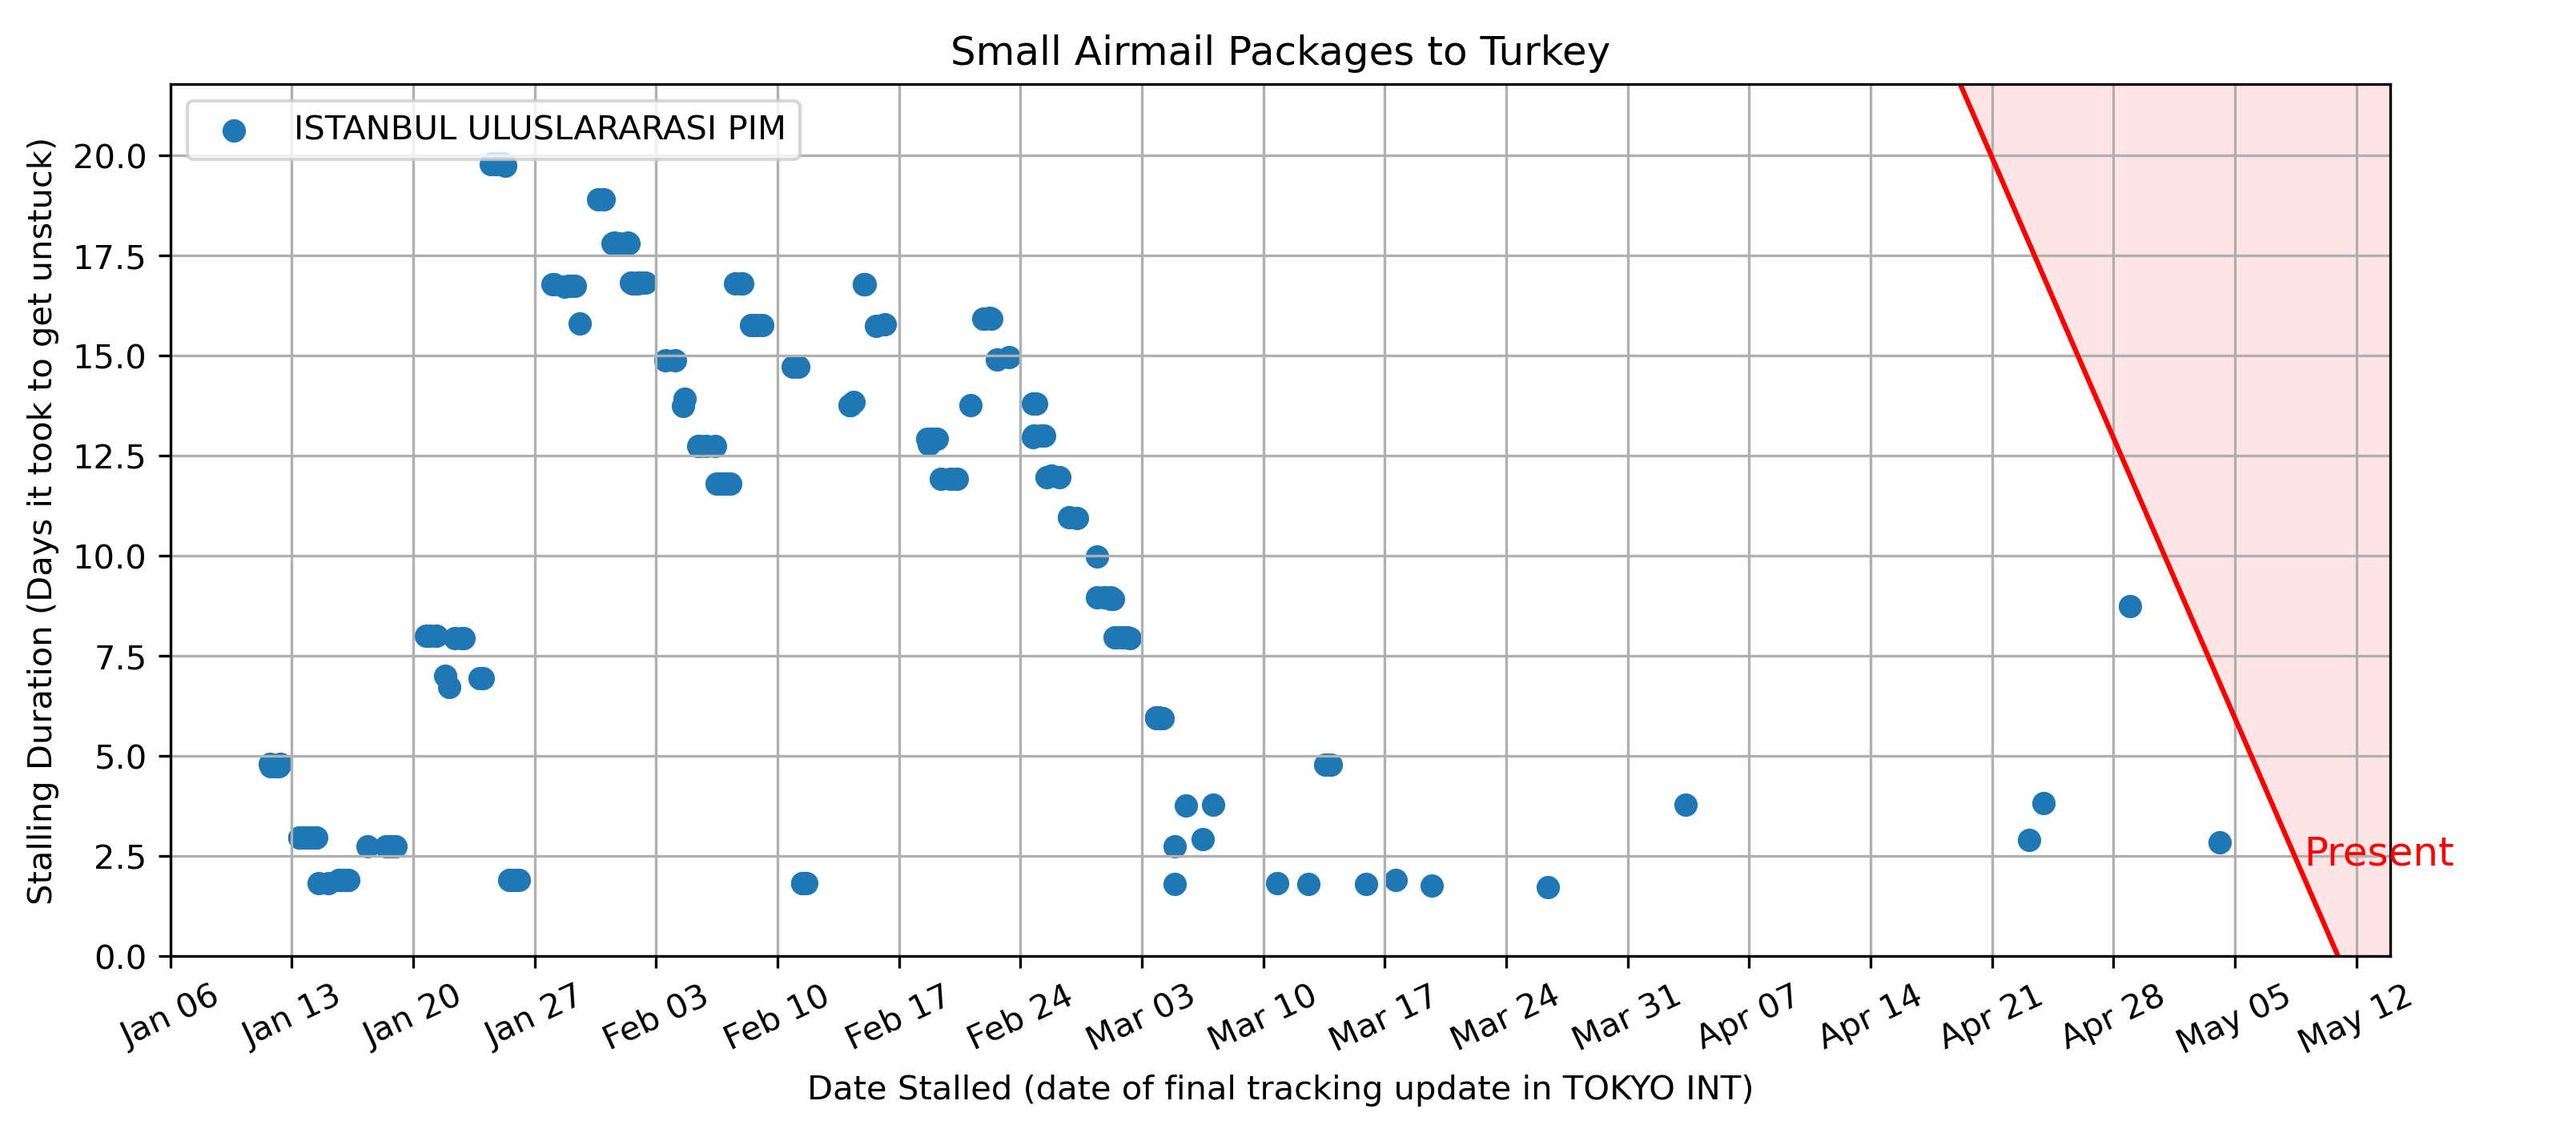 Small Airmail Packages to Turkey
ISTANBUL ULUSLARARASI PIM
Stalling Duration (Days it took to get unstuck)
20.0
17.5
15.0
12.5
10.0
7.5
5.0
2.5
0.0
Present
Jan 06
Jan 13
Jan 20
Jan 27
Feb 03
Feb 10
Feb 17
Feb 24
Mar 03
Mar 10
Mar 17
Mar 24
Mar 31
Apr 07
Apr 14
Apr 21
Apr 28
May 05
May 12
Date Stalled (date of final tracking update in TOKYO INT)